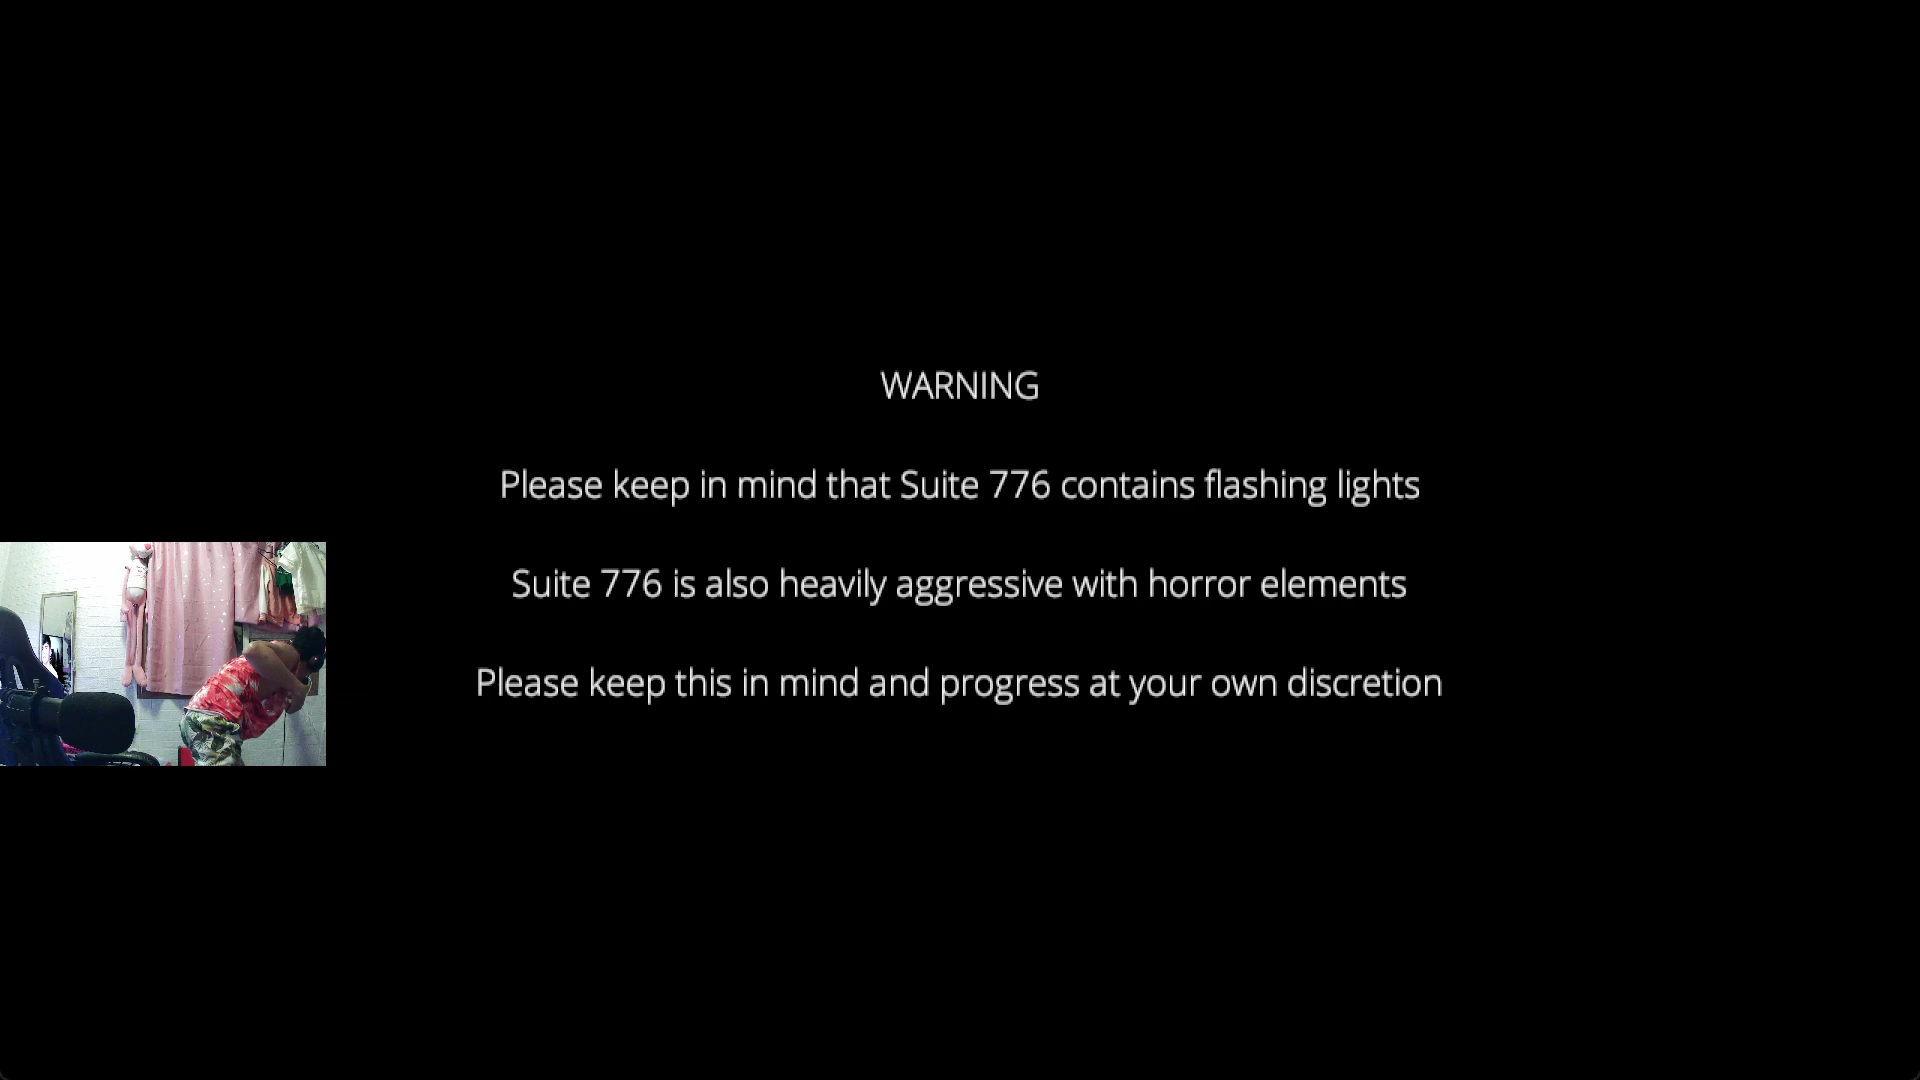 WARNING
Please keep in mind that Suite 776 contains flashing lights
Suite 776 is also heavily aggressive with horror elements
Please keep this in mind and progress at your own discretion